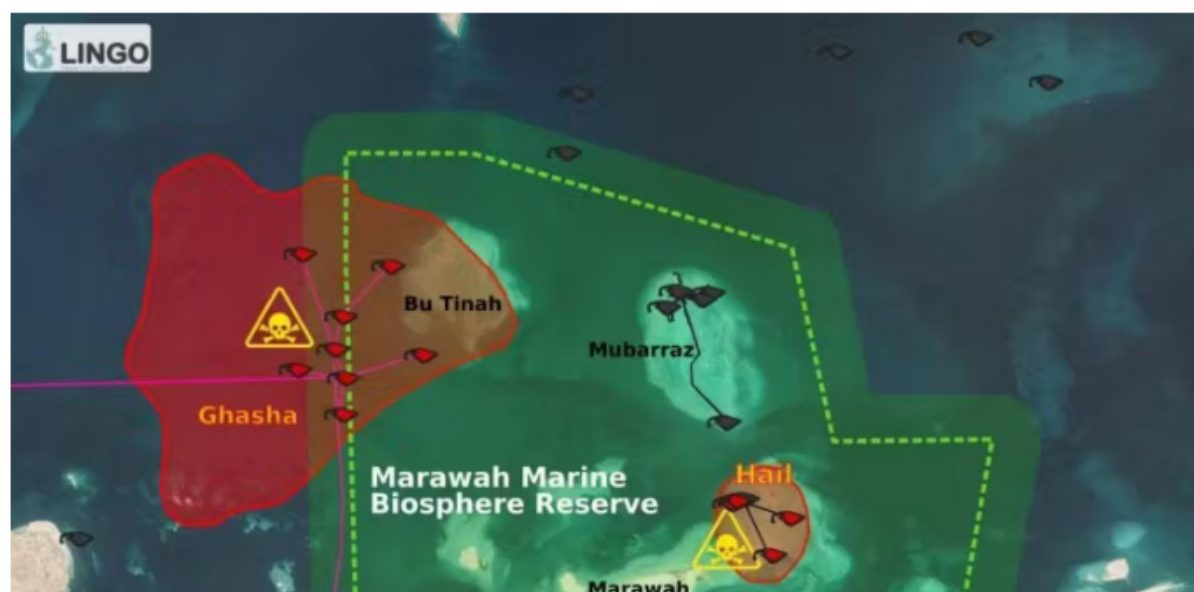 LINGO
Bu Tinah
Mubarraz
Ghasha
Marawah Marine
Biosphere Reserve
Hail
Marawah